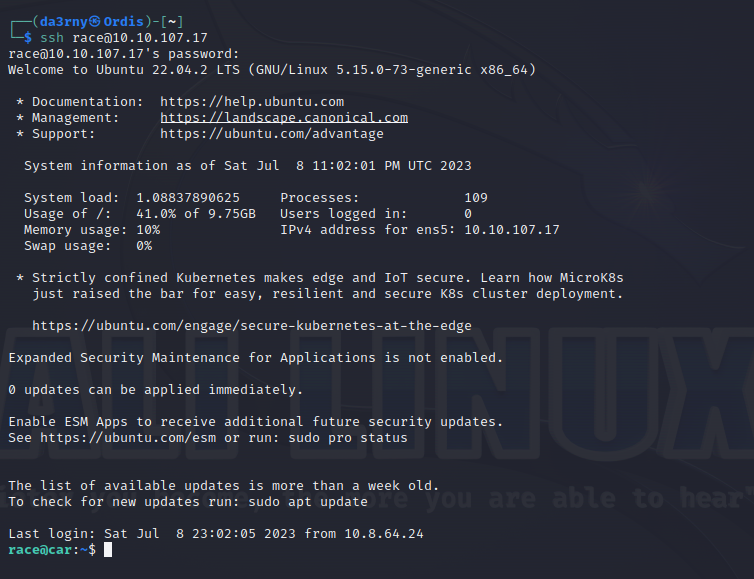 ┌──(da3rny㉿Ordis)-[~]
└─$ ssh race@10.10.107.17
race@10.10.107.17's password:
Welcome to Ubuntu 22.04.2 LTS (GNU/Linux 5.15.0-73-generic x86_64)

 * Documentation:  https://help.ubuntu.com
 * Management:     https://landscape.canonical.com
 * Support:        https://ubuntu.com/advantage

  System information as of Sat Jul  8 11:02:01 PM UTC 2023

  System load:  1.08837890625     Processes:             109
  Usage of /:   41.0% of 9.75GB   Users logged in:       0
  Memory usage: 10%               IPv4 address for ens5: 10.10.107.17
  Swap usage:   0%

 * Strictly confined Kubernetes makes edge and IoT secure. Learn how MicroK8s
   just raised the bar for easy, resilient and secure K8s cluster deployment.

   https://ubuntu.com/engage/secure-kubernetes-at-the-edge

Expanded Security Maintenance for Applications is not enabled.

0 updates can be applied immediately.

Enable ESM Apps to receive additional future security updates.
See https://ubuntu.com/esm or run: sudo pro status

The list of available updates is more than a week old.
To check for new updates run: sudo apt update

Last login: Sat Jul  8 23:02:05 2023 from 10.8.64.24
race@car:~$
ALI LINUX
you are able to hear"